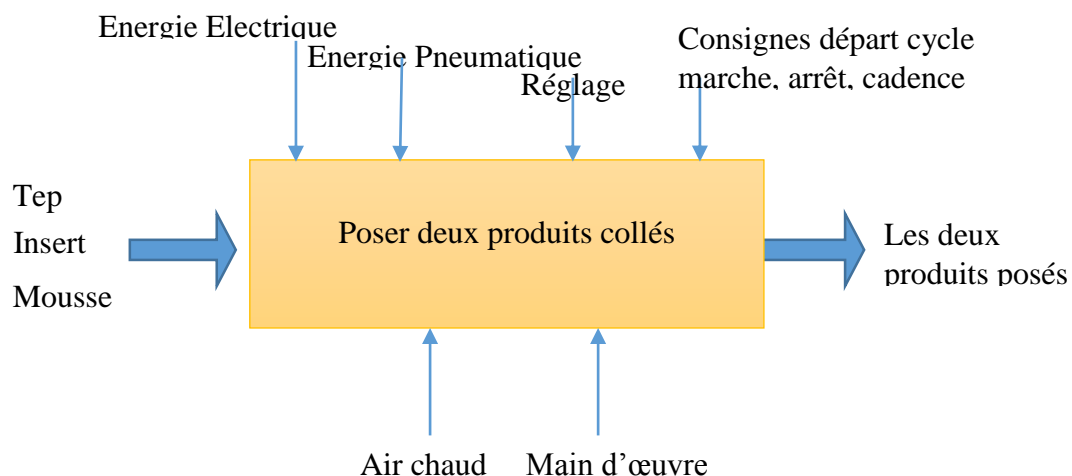 Energie Electrique
Energie Pneumatique
Réglage
Consignes départ cycle
marche, arrêt, cadence
Tep
Insert
Mousse
Poser deux produits collés
Les deux
produits posés
Air chaud
Main d'œuvre